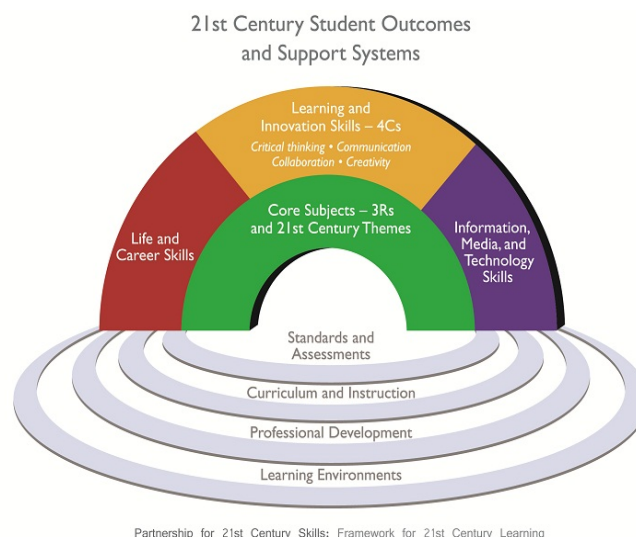 21st Century Student Outcomes
and Support Systems
Learning and
Innovation Skills – 4Cs
Critical thinking • Communication
Collaboration • Creativity
Core Subjects – 3Rs
and 21st Century Themes
Life and
Career Skills
Information,
Media, and
Technology
Skills
Standards and
Assessments
Curriculum and Instruction
Professional Development
Learning Environments
Partnership for 21st Century Skills: Framework for 21st Century Learning